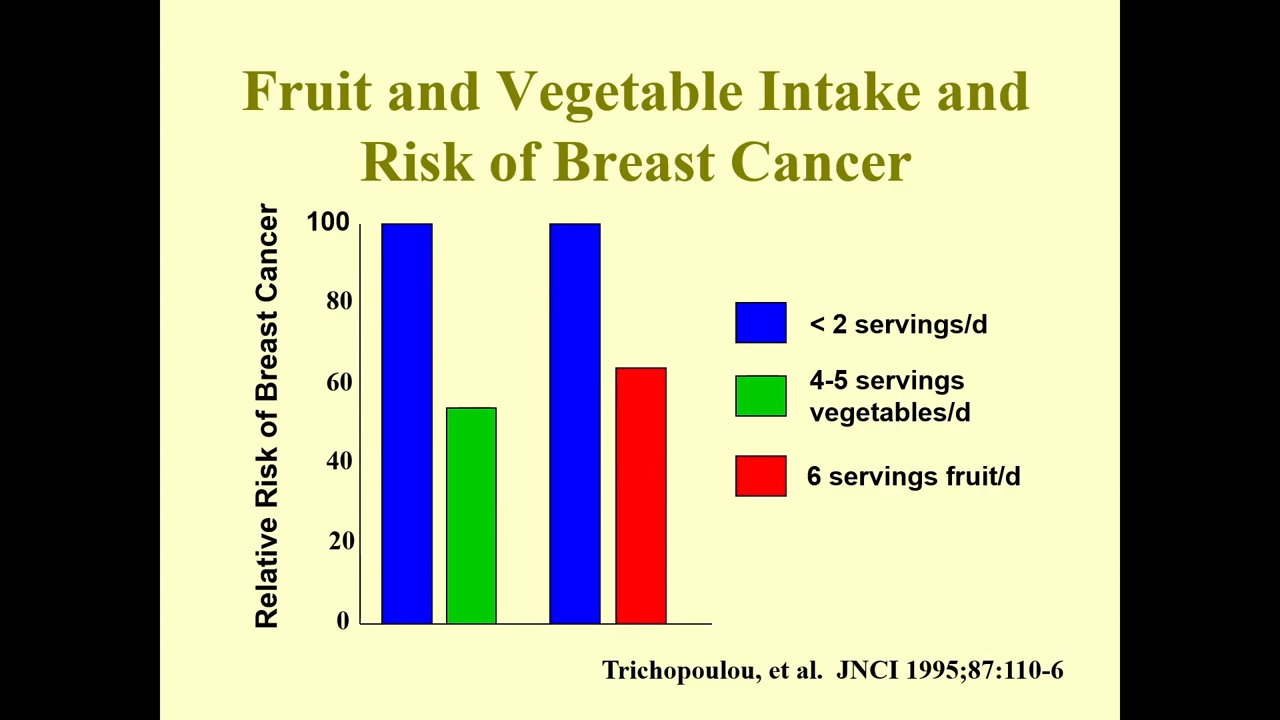 Fruit and Vegetable Intake and
Risk of Breast Cancer
Relative Risk of Breast Cancer
100
80
60
40
20
0
< 2 servings/d
4-5 servings
vegetables/d
6 servings fruit/d
Trichopoulou, et al.  JNCI 1995;87:110-6